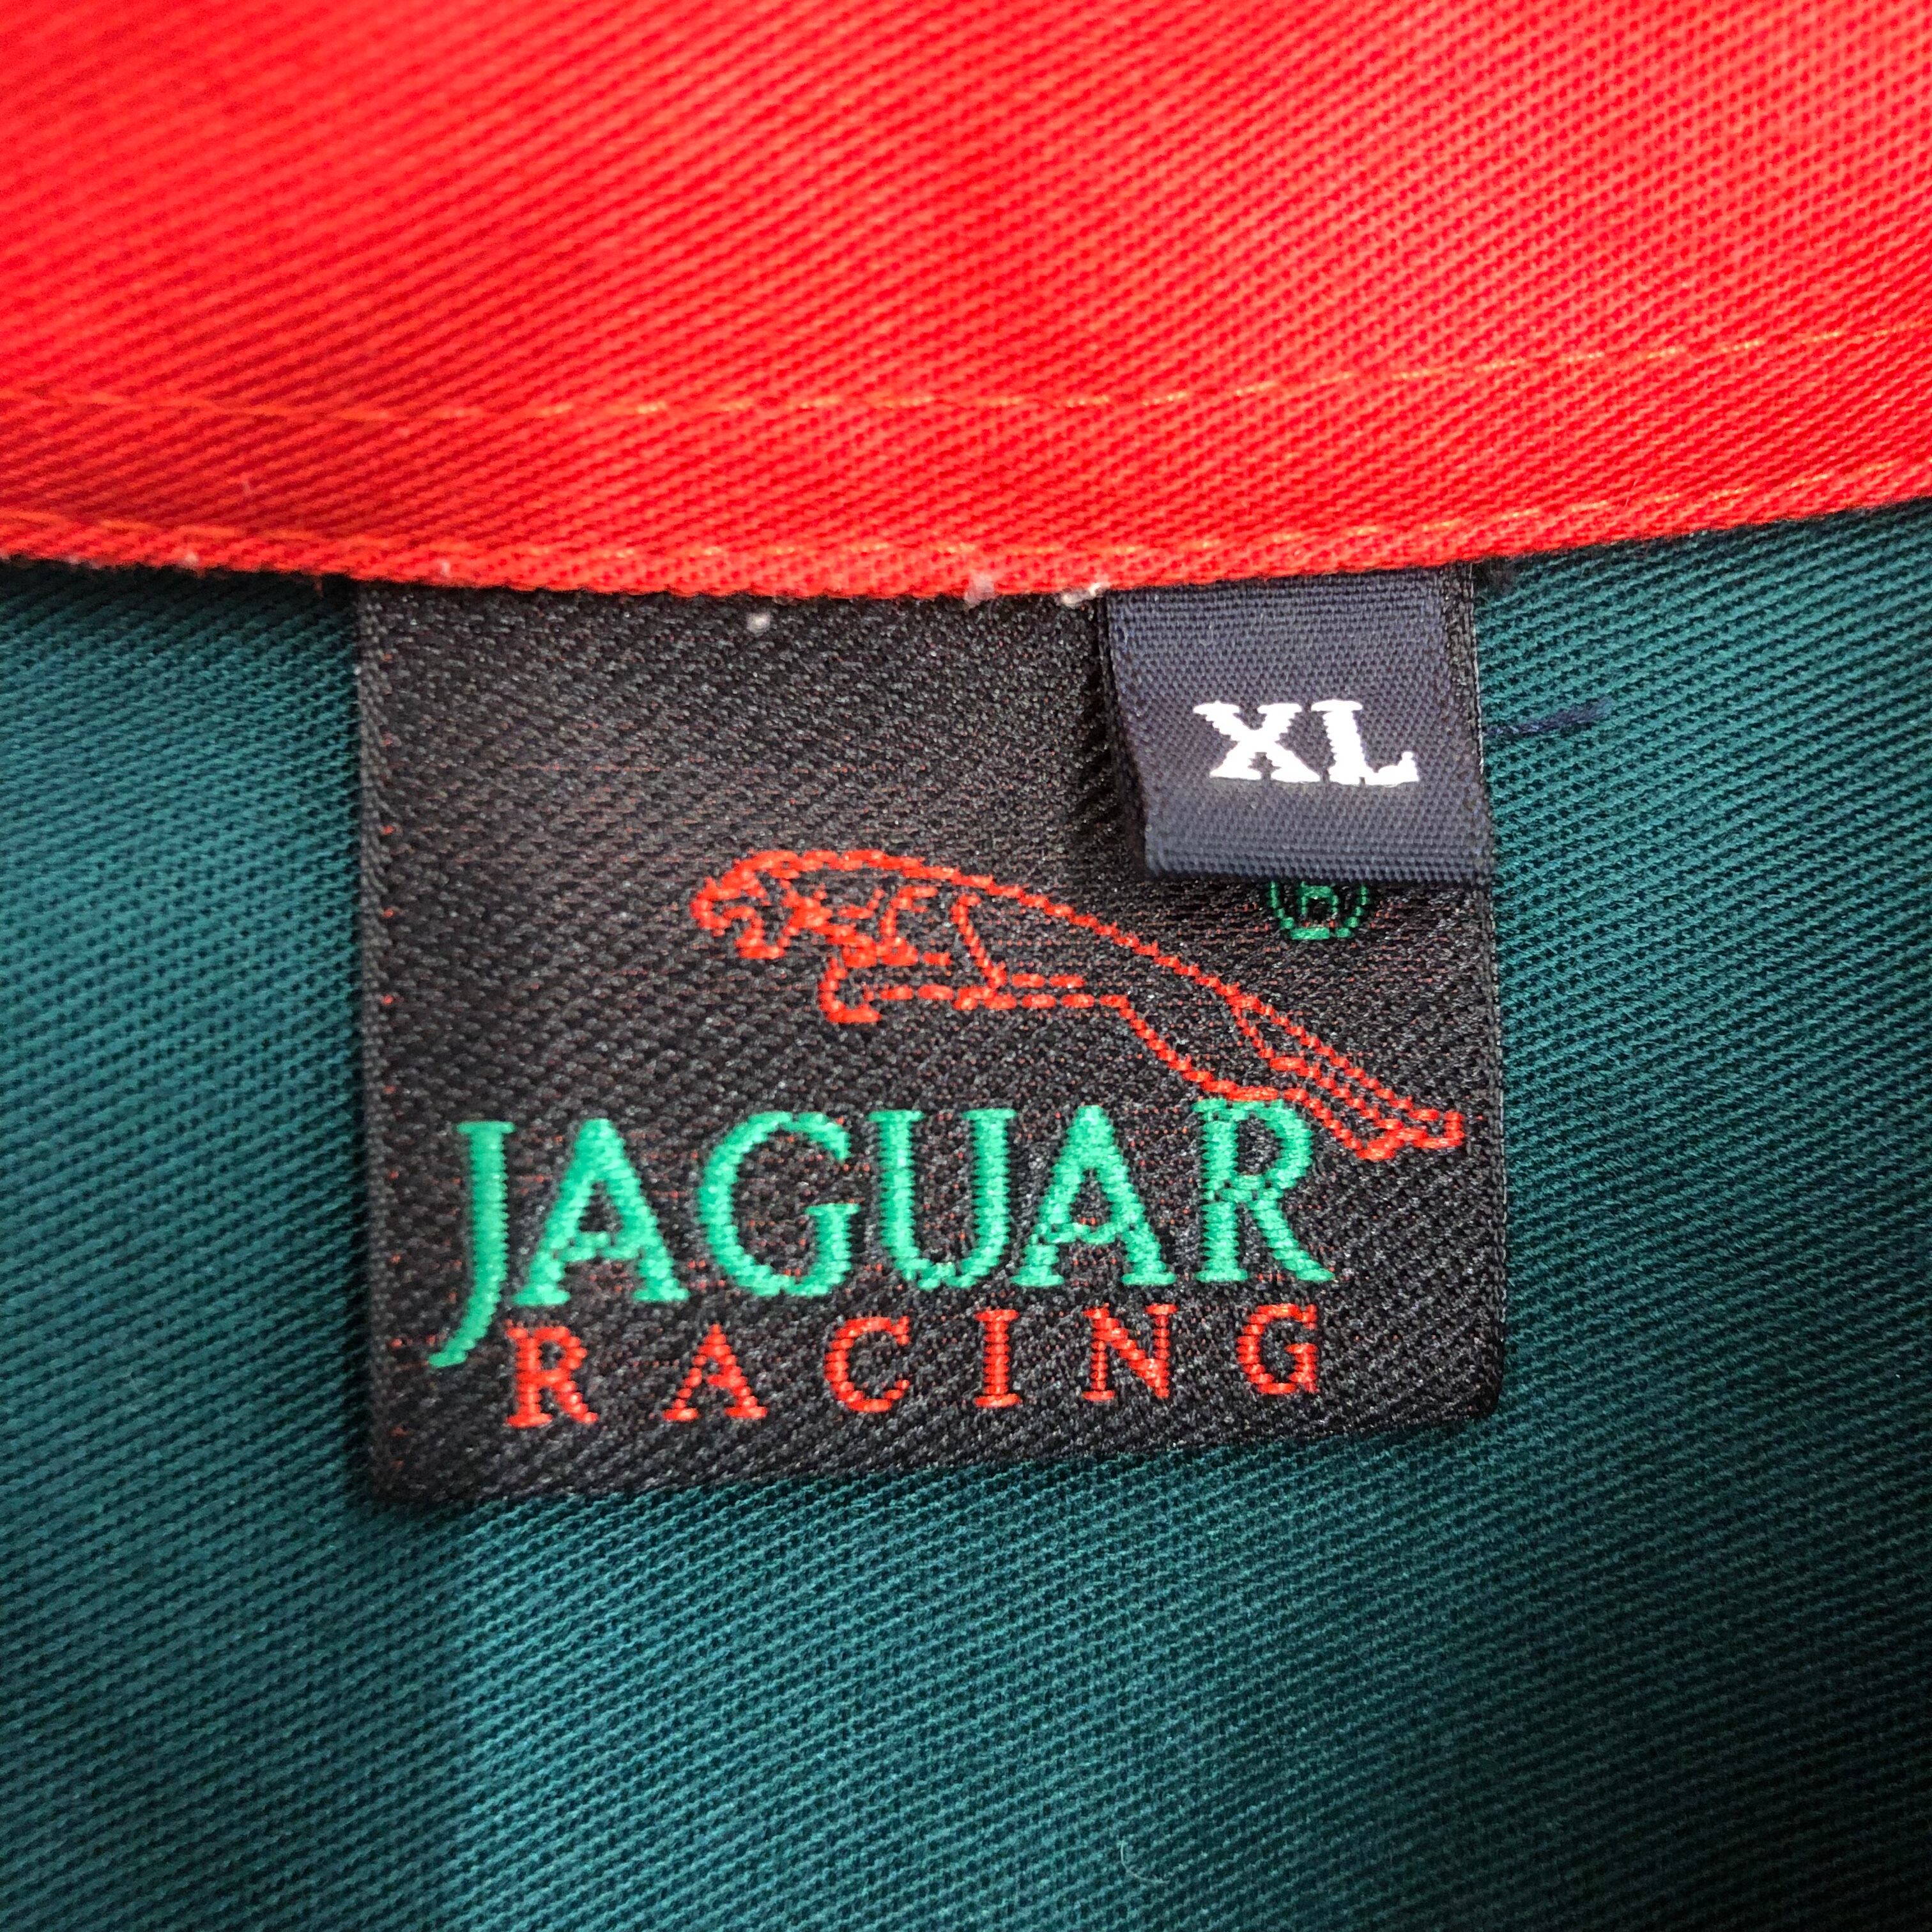 XL
®
JAGUAR
RACING